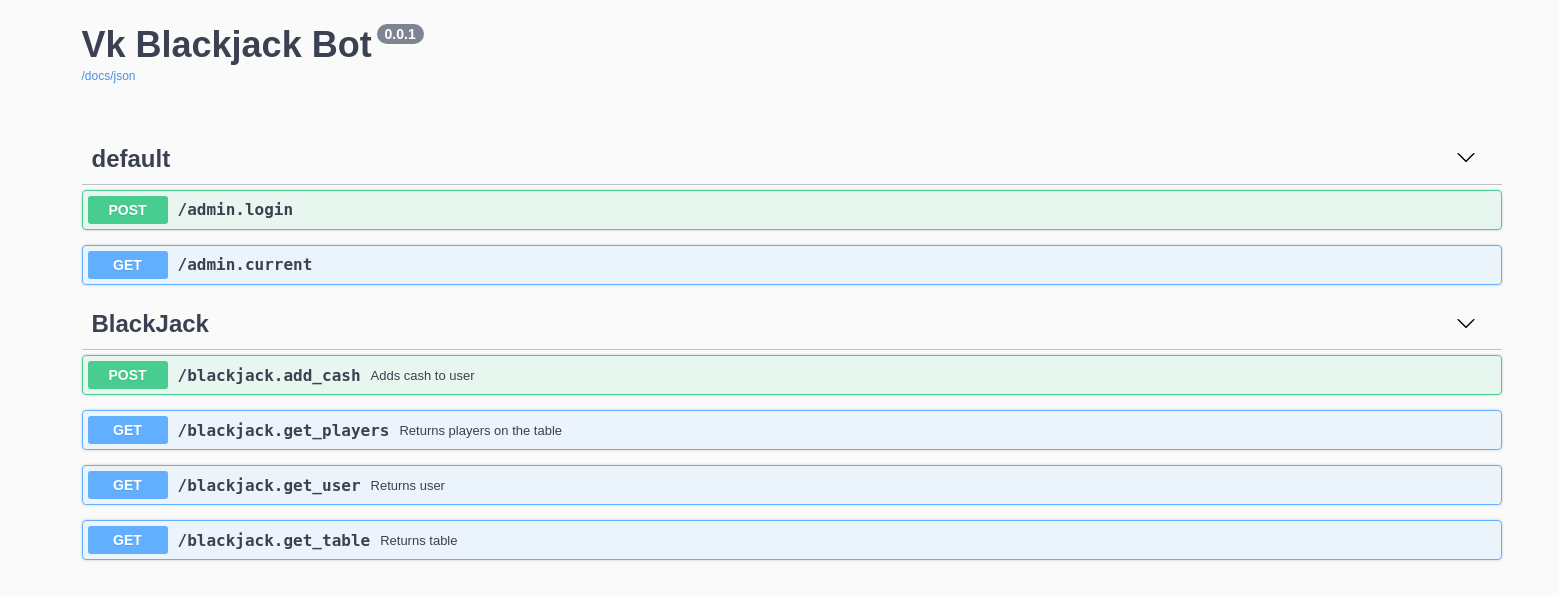 Vk Blackjack Bot 0.0.1
/docs/json
default
POST /admin.login
GET /admin.current
BlackJack
POST /blackjack.add_cash Adds cash to user
GET /blackjack.get_players Returns players on the table
GET /blackjack.get_user Returns user
GET /blackjack.get_table Returns table